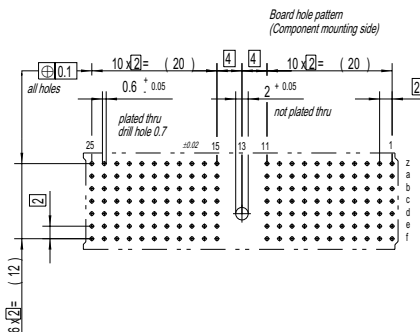 Board hole pattern
(Component mounting side)
10 x 2 = ( 20 ) 4 4 10 x 2 = ( 20 )
⌖ 0.1
all holes
0.6 + - 0.05
2 + 0.05
2
plated thru
drill hole 0.7
not plated thru
25 ±0.02 15 13 11 1
z
a
b
c
d
e
f
2
6 x 2 = ( 12 )